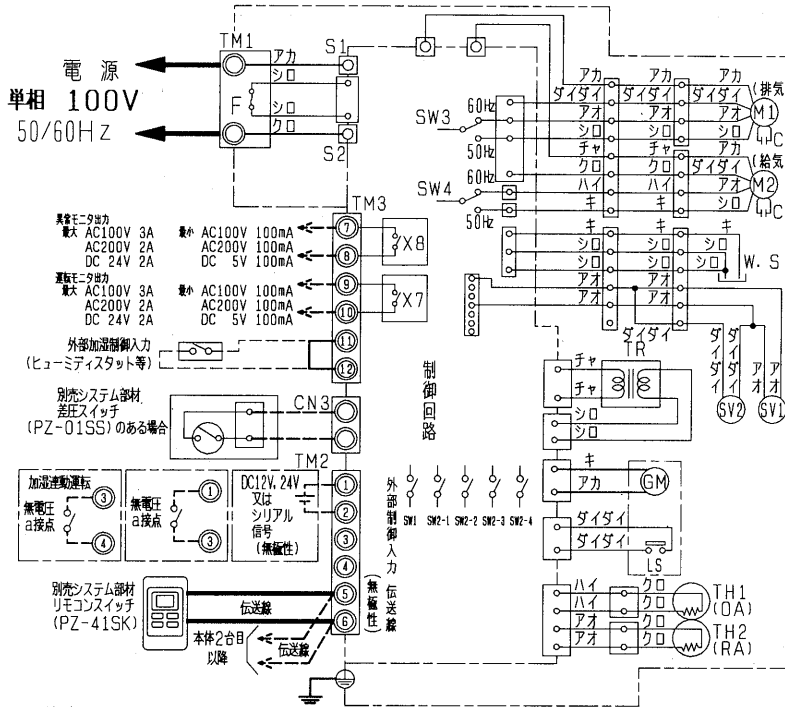 TM1
S1
電源
単相 100V
50/60Hz
アカ
シロ
F
シロ
クロ
S2
SW3
60Hz
50Hz
SW4
60Hz
50Hz
アカ アカ アカ
ダイダイ ダイダイ ダイダイ
アオ アオ アオ
シロ シロ シロ
チャ チャ アカ
クロ クロ ダイダイ
ハイ ハイ アオ
キ キ シロ
(排気
M1
4μC
(給気
M2
4μC
キ キ キ
シロ シロ シロ
シロ シロ シロ
アオ アオ
アオ アオ
W.S
ダイダイ
ダイダイ
ダイダイ
アオ
アオ
SV2
SV1
TM3
異常モニタ出力
最大 AC100V 3A 最小 AC100V 100mA
AC200V 2A AC200V 100mA
DC 24V 2A DC 5V 100mA
運転モニタ出力
最大 AC100V 3A 最小 AC100V 100mA
AC200V 2A AC200V 100mA
DC 24V 2A DC 5V 100mA
7
8
9
10
11
12
X8
X7
外部加湿制御入力
(ヒューミディスタット等)
別売システム部材
差圧スイッチ
(PZ-01SS)のある場合
CN3
制御回路
TR
チャ
チャ
シロ
シロ
TM2
加湿連動運転
無電圧
a接点
3
4
無電圧
a接点
1
3
DC12V, 24V
又は
シリアル
信号
(無極性)
1
2
3
4
5
6
外部制御入力
伝送線
(無極性)
SW1 SW2-1 SW2-2 SW2-3 SW2-4
キ
アカ
GM
ダイダイ
ダイダイ
LS
別売システム部材
リモコンスイッチ
(PZ-41SK)
伝送線
本体2台目
以降
伝送線
ハイ クロ
ハイ クロ
アオ クロ
アオ クロ
TH1
(OA)
TH2
(RA)